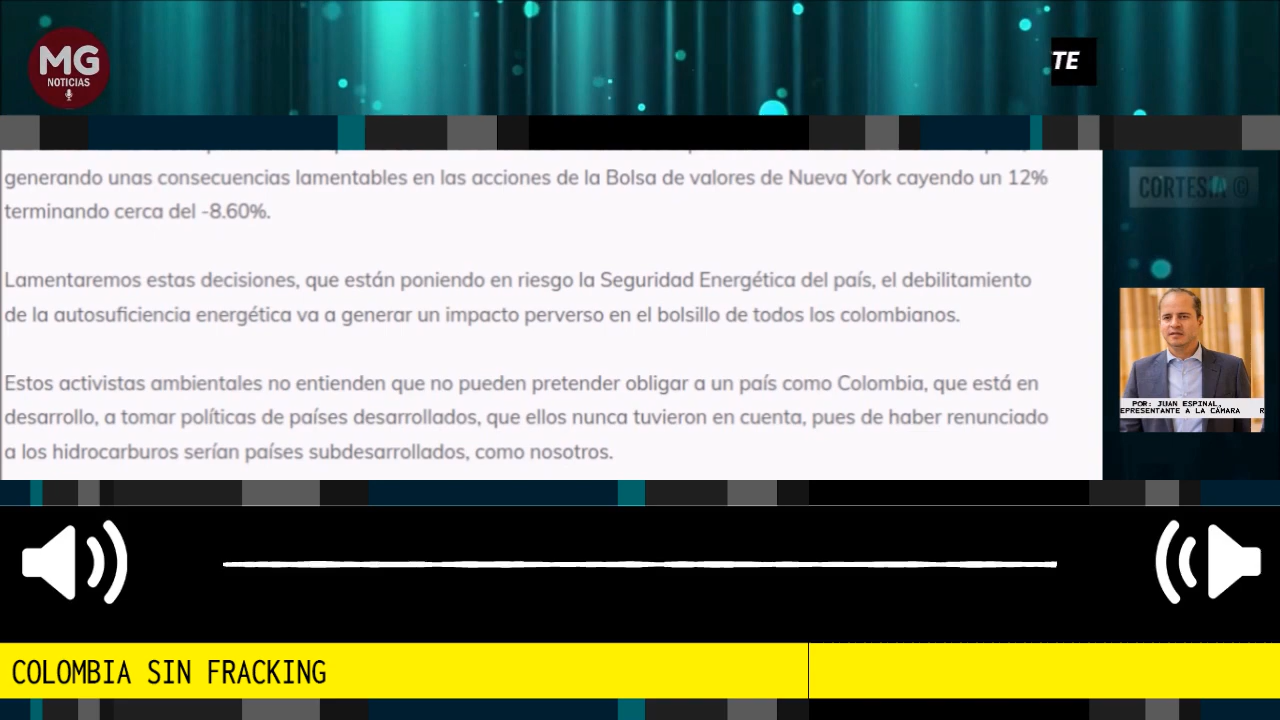 MG
NOTICIAS
TE
generando unas consecuencias lamentables en las acciones de la Bolsa de valores de Nueva York cayendo un 12%
terminando cerca del -8.60%.
CORTESIA ©
Lamentaremos estas decisiones, que están poniendo en riesgo la Seguridad Energética del país, el debilitamiento
de la autosuficiencia energética va a generar un impacto perverso en el bolsillo de todos los colombianos.
Estos activistas ambientales no entienden que no pueden pretender obligar a un país como Colombia, que está en
desarrollo, a tomar políticas de países desarrollados, que ellos nunca tuvieron en cuenta, pues de haber renunciado
a los hidrocarburos serían países subdesarrollados, como nosotros.
POR: JUAN ESPINAL,
EPRESENTANTE A LA CÁMARA R
COLOMBIA SIN FRACKING